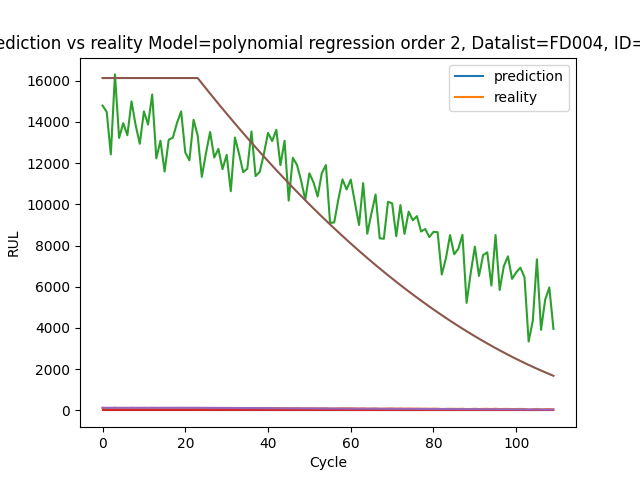 ediction vs reality Model=polynomial regression order 2, Datalist=FD004, ID=
prediction
reality
16000
14000
12000
10000
8000
6000
4000
2000
0
RUL
0 20 40 60 80 100
Cycle